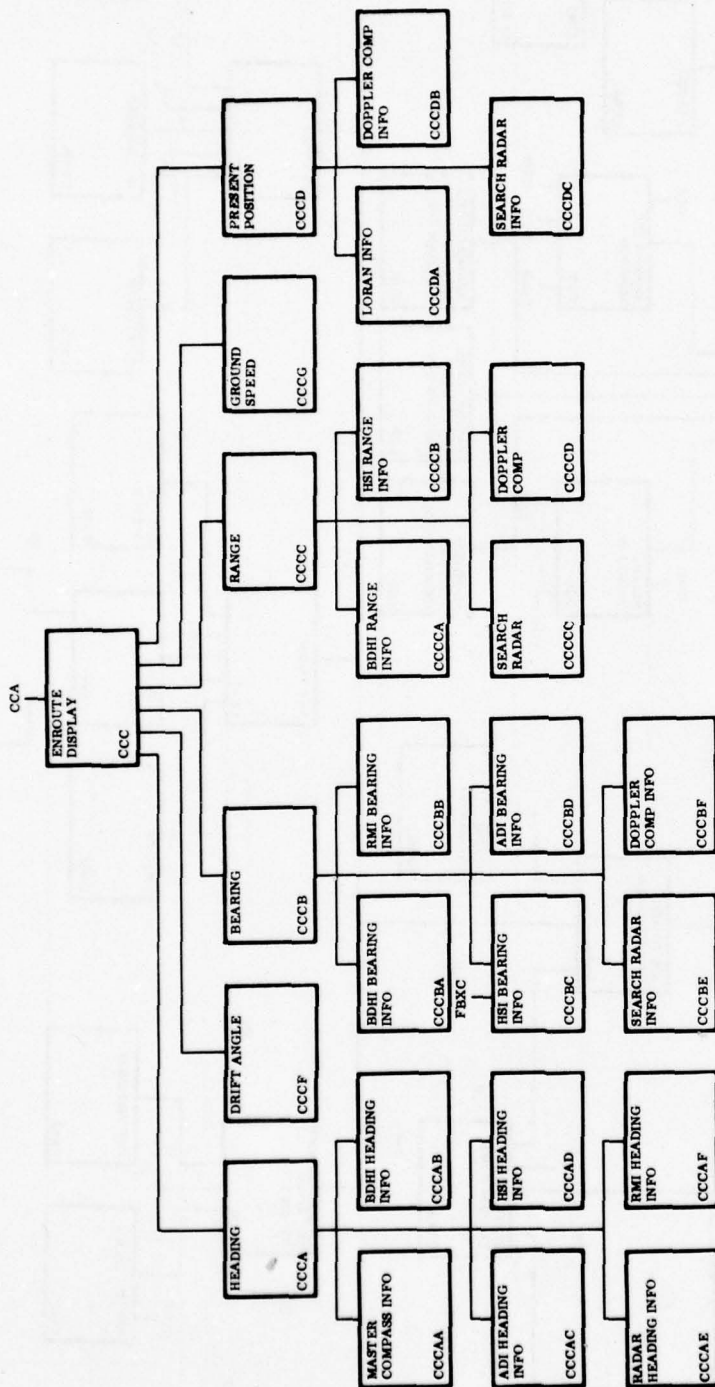 CCA
ENROUTE
DISPLAY
CCC
HEADING
CCCA
DRIFT ANGLE
CCCF
BEARING
CCCB
RANGE
CCCC
GROUND
SPEED
CCCG
PRESENT
POSITION
CCCD
MASTER
COMPASS INFO
CCCAA
BDHI HEADING
INFO
CCCAB
ADI HEADING
INFO
CCCAC
HSI HEADING
INFO
CCCAD
RADAR
HEADING INFO
CCCAE
RMI HEADING
INFO
CCCAF
BDHI BEARING
INFO
CCCBA
RMI BEARING
INFO
CCCBB
FBXC
HSI BEARING
INFO
CCCBC
ADI BEARING
INFO
CCCBD
SEARCH RADAR
INFO
CCCBE
DOPPLER
COMP INFO
CCCBF
BDHI RANGE
INFO
CCCCA
HSI RANGE
INFO
CCCCB
SEARCH
RADAR
CCCCC
DOPPLER
COMP
CCCCD
LORAN INFO
CCCDA
DOPPLER COMP
INFO
CCCDB
SEARCH RADAR
INFO
CCCDC